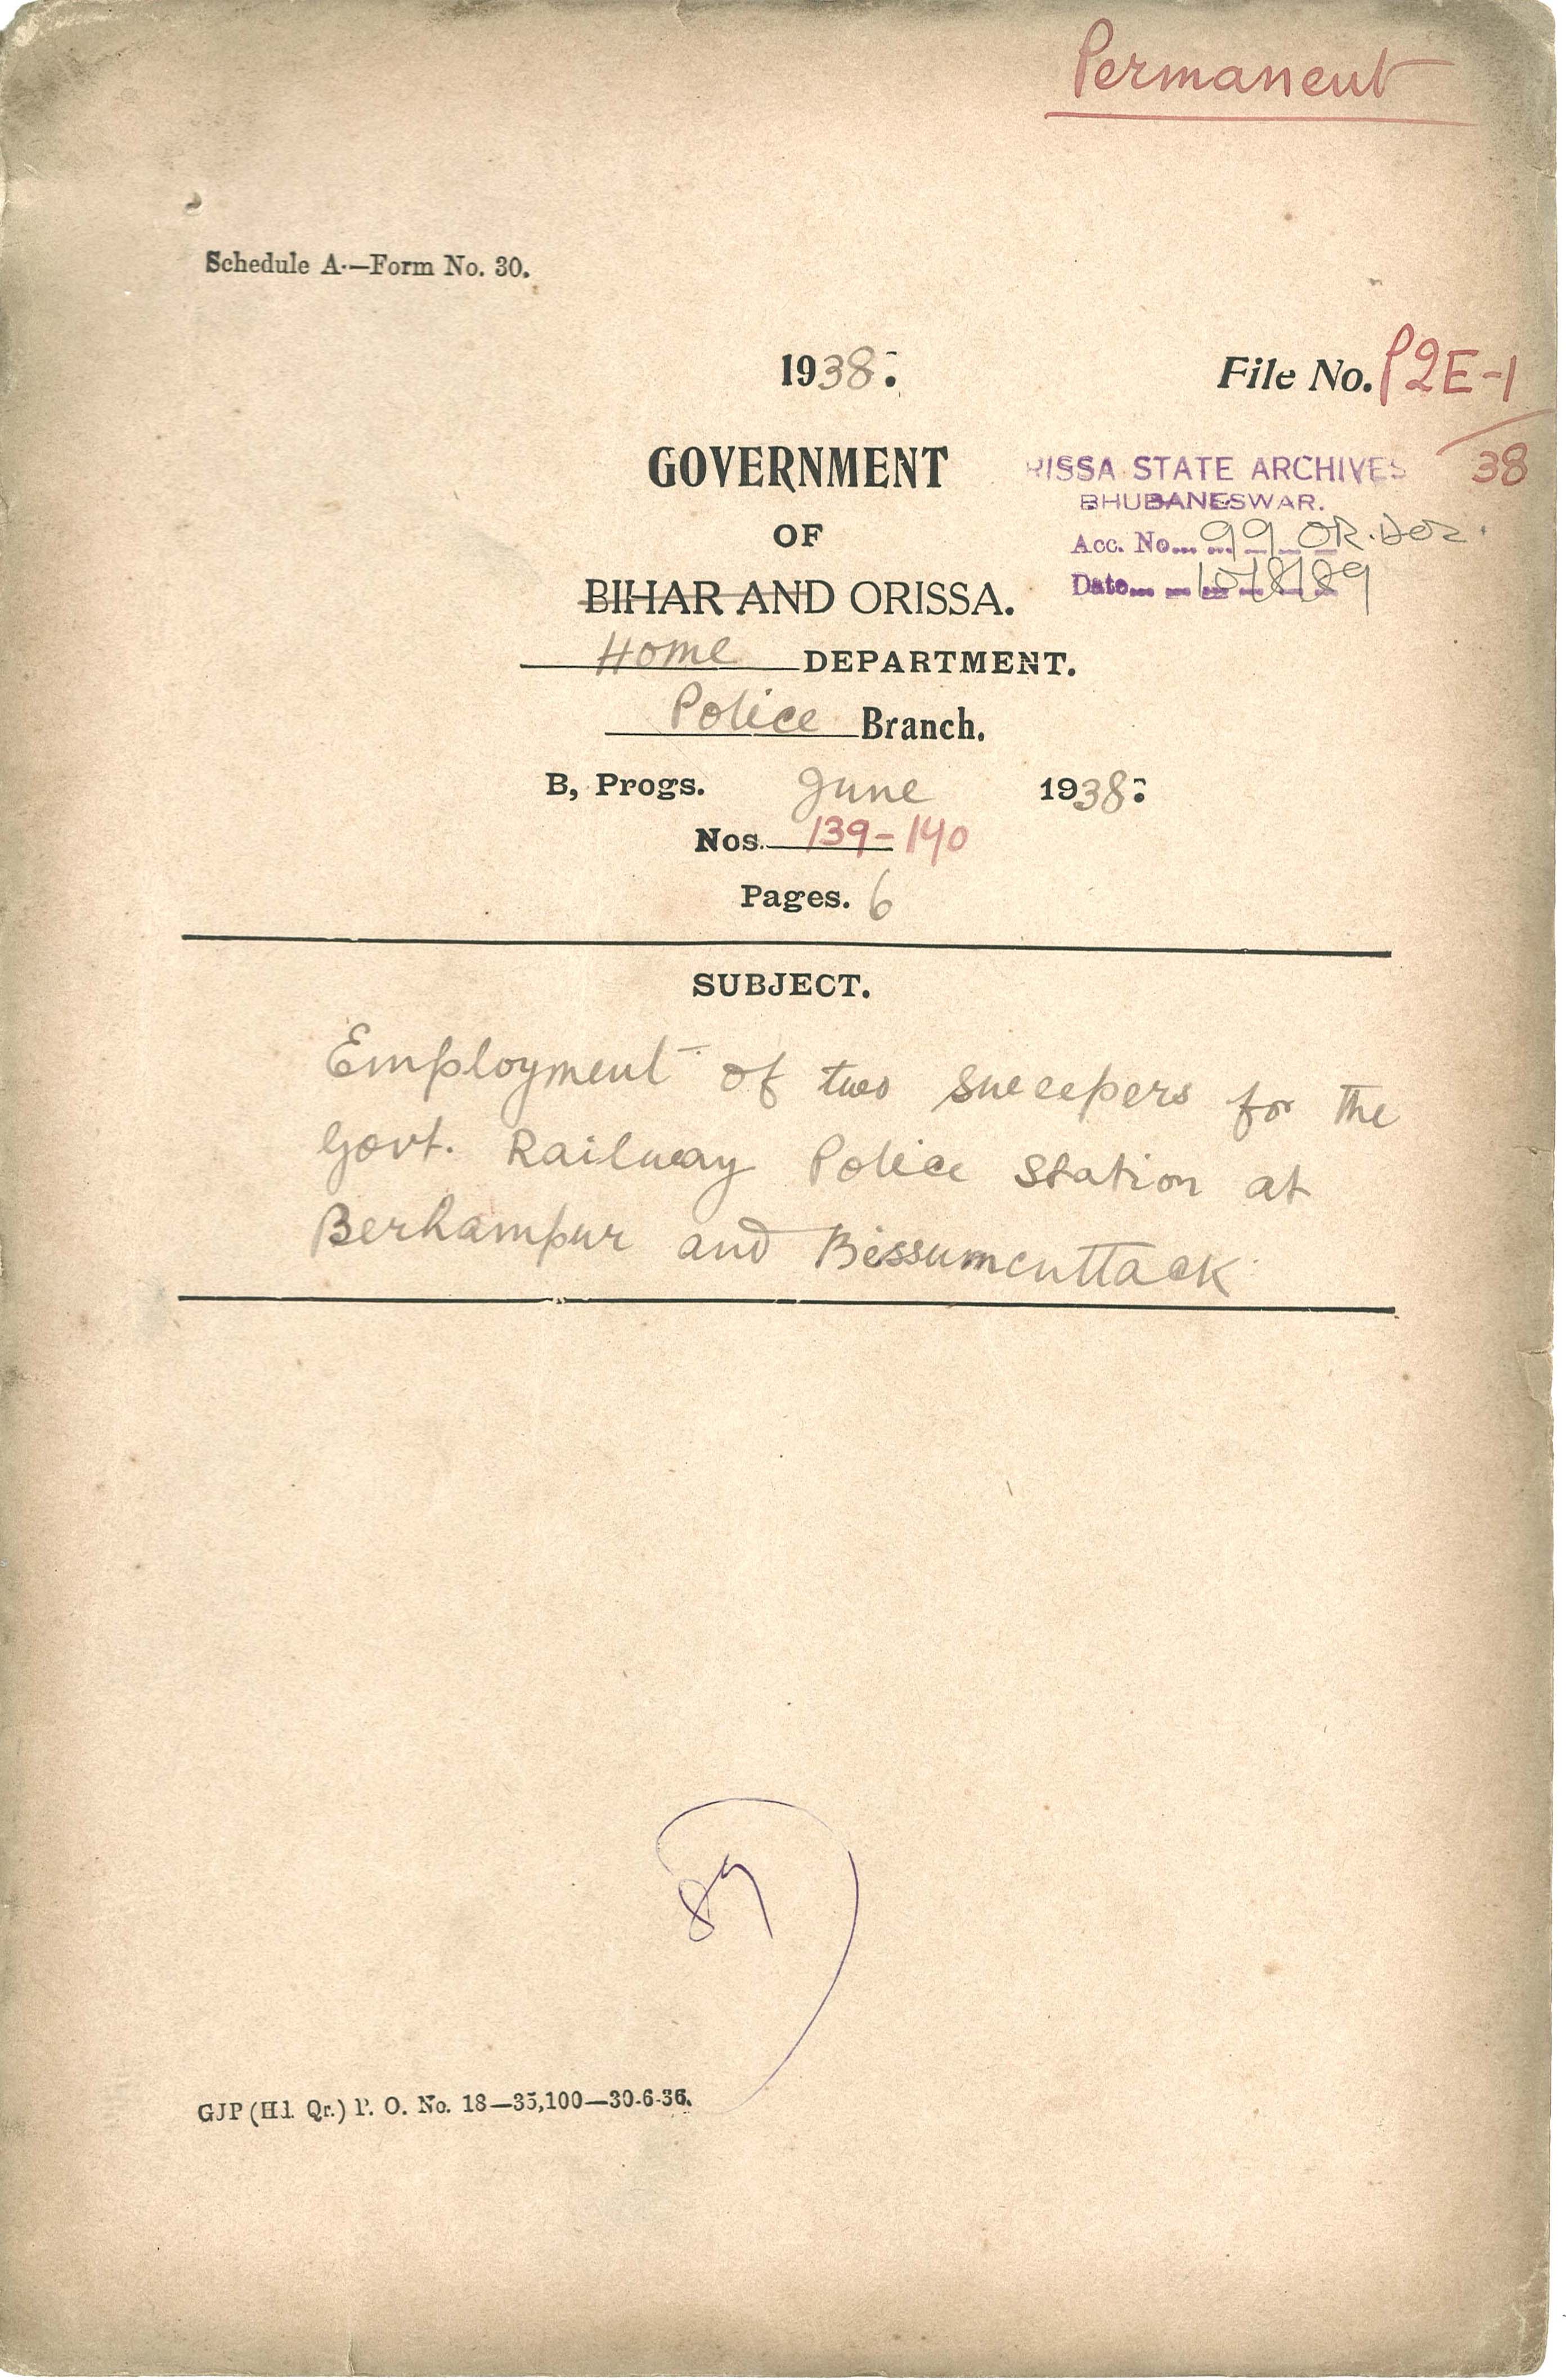 Permanent
Schedule A.—Form No. 30.
1938. File No. P2E-1/38
GOVERNMENT
OF
BIHAR AND ORISSA.
RISSA STATE ARCHIVES
BHUBANESWAR.
Acc. No. 99 OR. DOZ.
Date 10/8/89
Home DEPARTMENT.
Police Branch.
B, Progs. June 1938.
Nos. 139-140
Pages. 6
SUBJECT.
Employment of two sweepers for the
Govt. Railway Police Station at
Berhampur and Bissumcuttack
89
GJP (H1 Qr.) P. O. No. 18—35,100—30-6-36.